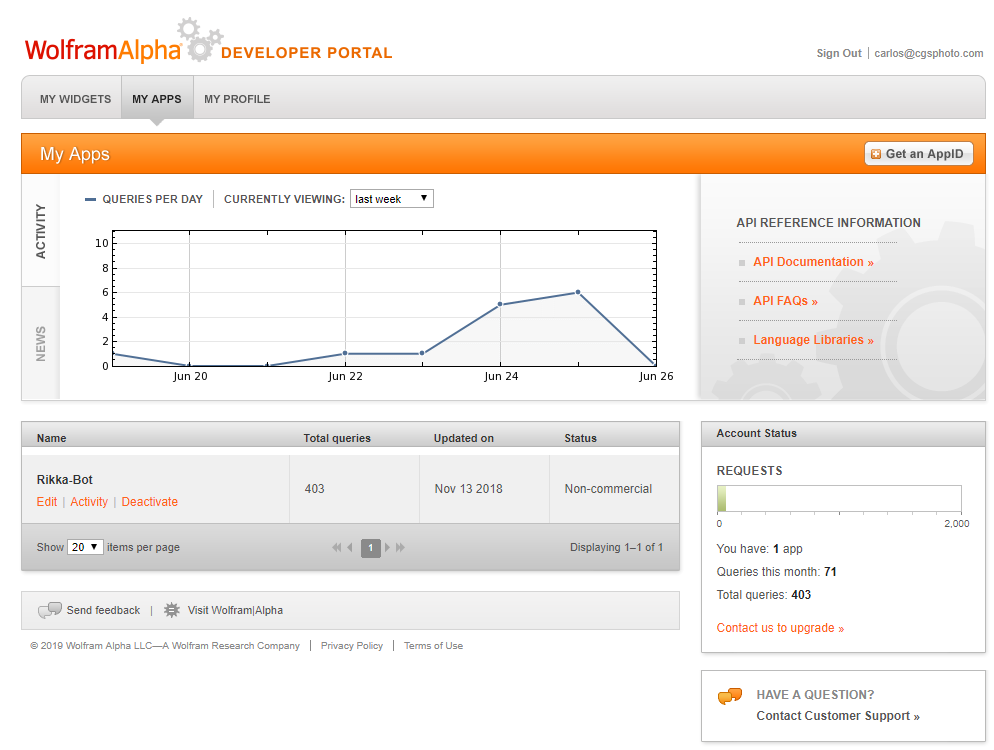 WolframAlpha DEVELOPER PORTAL
Sign Out | carlos@cgsphoto.com
MY WIDGETS MY APPS MY PROFILE
My Apps
Get an AppID
ACTIVITY
NEWS
QUERIES PER DAY | CURRENTLY VIEWING: last week
10
8
6
4
2
0
Jun 20 Jun 22 Jun 24 Jun 26
API REFERENCE INFORMATION
API Documentation »
API FAQs »
Language Libraries »
Name Total queries Updated on Status
Rikka-Bot 403 Nov 13 2018 Non-commercial
Edit | Activity | Deactivate
Show 20 items per page 1 Displaying 1–1 of 1
Account Status
REQUESTS
0 2,000
You have: 1 app
Queries this month: 71
Total queries: 403
Contact us to upgrade »
Send feedback | Visit Wolfram|Alpha
© 2019 Wolfram Alpha LLC—A Wolfram Research Company | Privacy Policy | Terms of Use
HAVE A QUESTION?
Contact Customer Support »